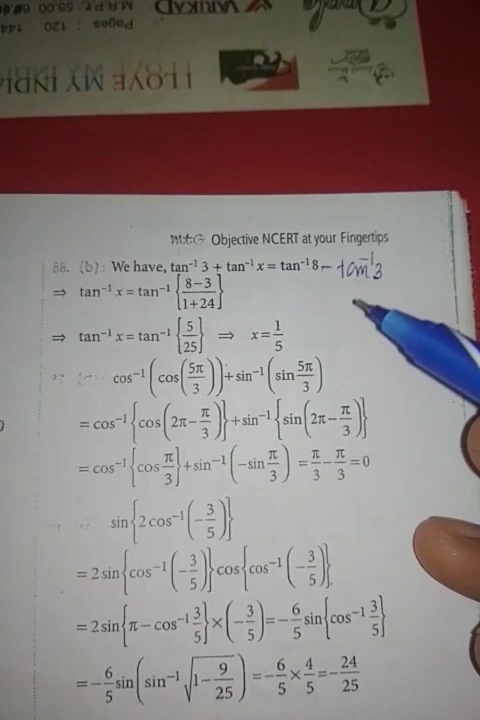 M.R.P.₹: 55.00
VARIKAD
Pages : 120
I LOVE MY INDIA
mtG Objective NCERT at your Fingertips
86. (b) : We have, tan⁻¹ 3 + tan⁻¹ x = tan⁻¹ 8 – tan⁻¹3
⇒ tan⁻¹ x = tan⁻¹ {(8−3)/(1+24)}
⇒ tan⁻¹ x = tan⁻¹ {5/25} ⇒ x = 1/5
cos⁻¹(cos(5π/3)) + sin⁻¹(sin 5π/3)
= cos⁻¹{cos(2π − π/3)} + sin⁻¹{sin(2π − π/3)}
= cos⁻¹{cos π/3} + sin⁻¹(−sin π/3) = π/3 − π/3 = 0
sin{2cos⁻¹(−3/5)}
= 2 sin{cos⁻¹(−3/5)} cos{cos⁻¹(−3/5)}
= 2 sin{π − cos⁻¹ 3/5} × (−3/5) = −6/5 sin{cos⁻¹ 3/5}
= −6/5 sin(sin⁻¹ √(1 − 9/25)) = −6/5 × 4/5 = −24/25